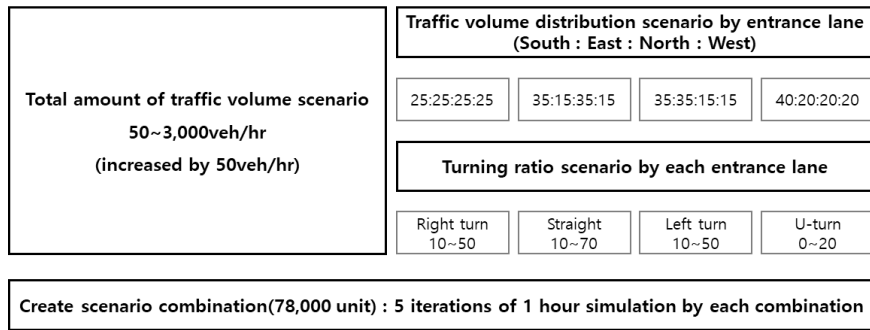 Total amount of traffic volume scenario
50~3,000veh/hr
(increased by 50veh/hr)
Traffic volume distribution scenario by entrance lane
(South : East : North : West)
25:25:25:25
35:15:35:15
35:35:15:15
40:20:20:20
Turning ratio scenario by each entrance lane
Right turn
10~50
Straight
10~70
Left turn
10~50
U-turn
0~20
Create scenario combination(78,000 unit) : 5 iterations of 1 hour simulation by each combination